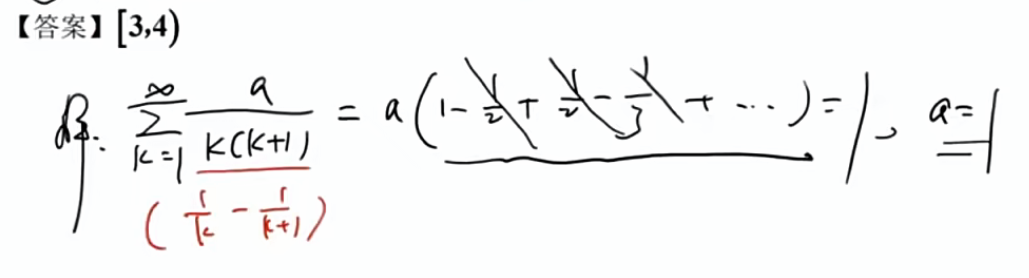 【答案】[3,4)
解: ∑_{k=1}^{∞} a/(k(k+1)) = a(1 - 1/2 + 1/2 - 1/3 + ⋯) = 1, a = 1
(1/k - 1/(k+1))